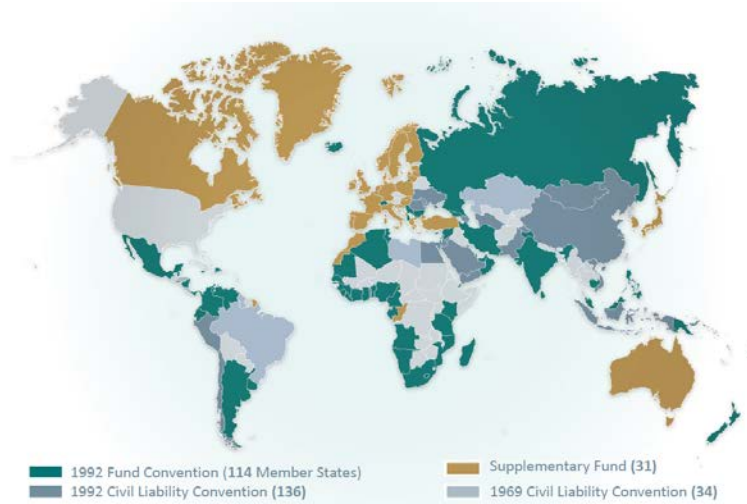 1992 Fund Convention (114 Member States)
1992 Civil Liability Convention (136)
Supplementary Fund (31)
1969 Civil Liability Convention (34)